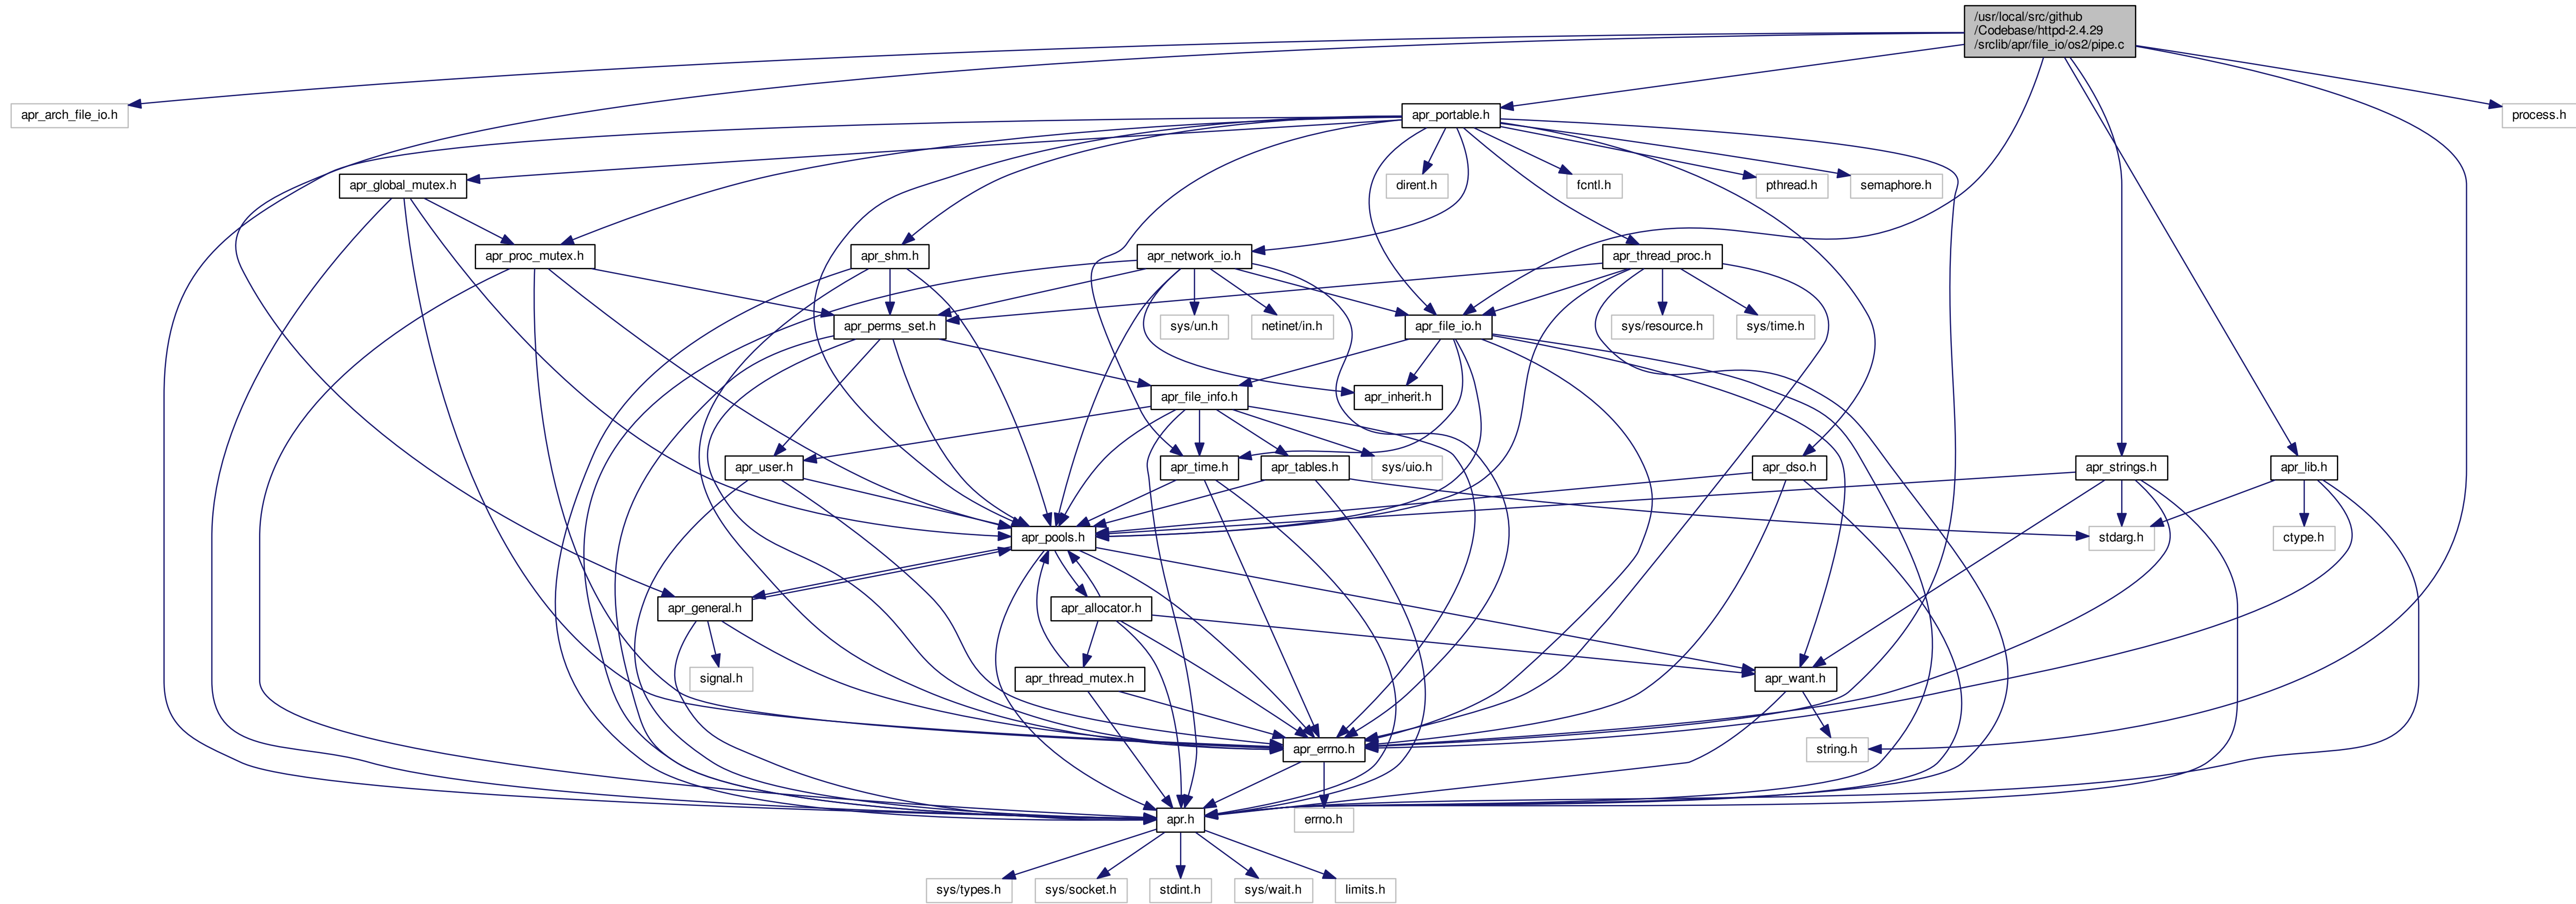 /usr/local/src/github
/Codebase/httpd-2.4.29
/srclib/apr/file_io/os2/pipe.c
apr_arch_file_io.h
apr_portable.h
process.h
apr_global_mutex.h
dirent.h
fcntl.h
pthread.h
semaphore.h
apr_proc_mutex.h
apr_shm.h
apr_network_io.h
apr_thread_proc.h
apr_perms_set.h
sys/un.h
netinet/in.h
apr_file_io.h
sys/resource.h
sys/time.h
apr_file_info.h
apr_inherit.h
apr_user.h
apr_time.h
apr_tables.h
sys/uio.h
apr_dso.h
apr_strings.h
apr_lib.h
apr_pools.h
stdarg.h
ctype.h
apr_general.h
apr_allocator.h
signal.h
apr_thread_mutex.h
apr_want.h
apr_errno.h
string.h
apr.h
errno.h
sys/types.h
sys/socket.h
stdint.h
sys/wait.h
limits.h